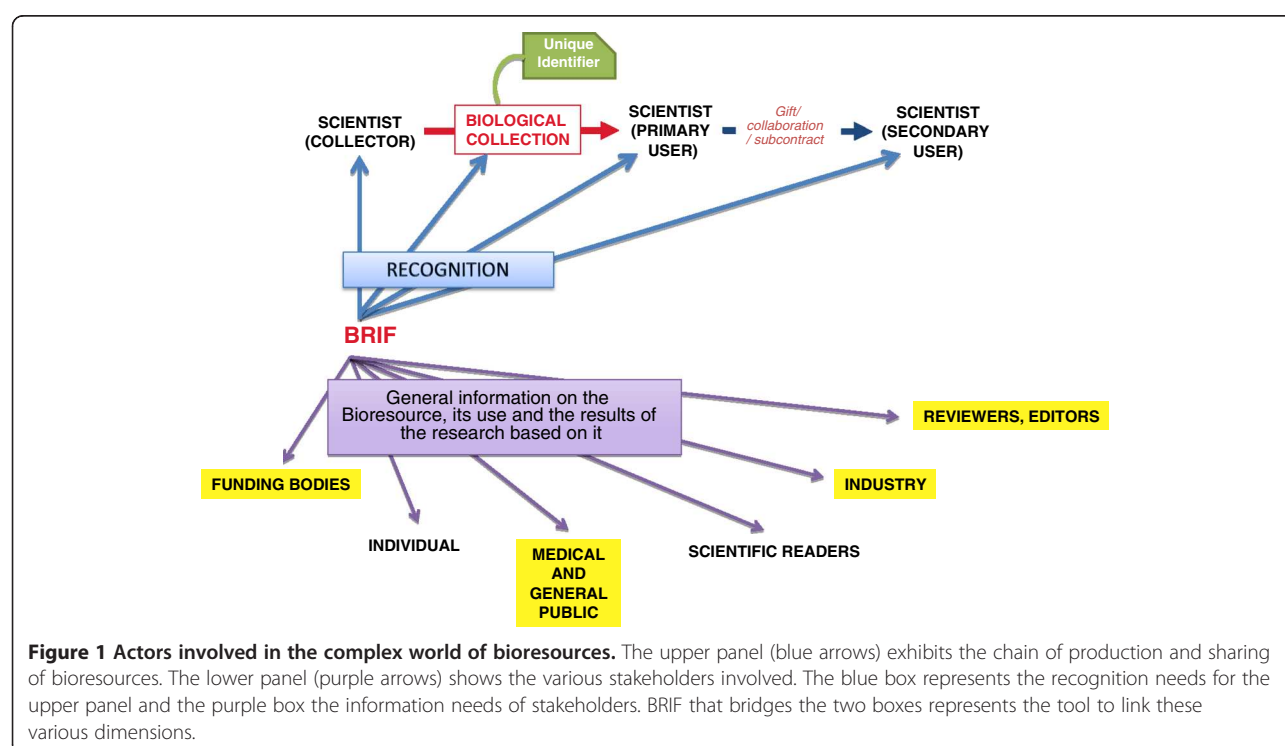 Unique
Identifier
SCIENTIST
(COLLECTOR)
BIOLOGICAL
COLLECTION
SCIENTIST
(PRIMARY
USER)
Gift/
collaboration
/ subcontract
SCIENTIST
(SECONDARY
USER)
RECOGNITION
BRIF
General information on the
Bioresource, its use and the results of
the research based on it
REVIEWERS, EDITORS
FUNDING BODIES
INDUSTRY
INDIVIDUAL
MEDICAL
AND
GENERAL
PUBLIC
SCIENTIFIC READERS
Figure 1 Actors involved in the complex world of bioresources. The upper panel (blue arrows) exhibits the chain of production and sharing
of bioresources. The lower panel (purple arrows) shows the various stakeholders involved. The blue box represents the recognition needs for the
upper panel and the purple box the information needs of stakeholders. BRIF that bridges the two boxes represents the tool to link these
various dimensions.